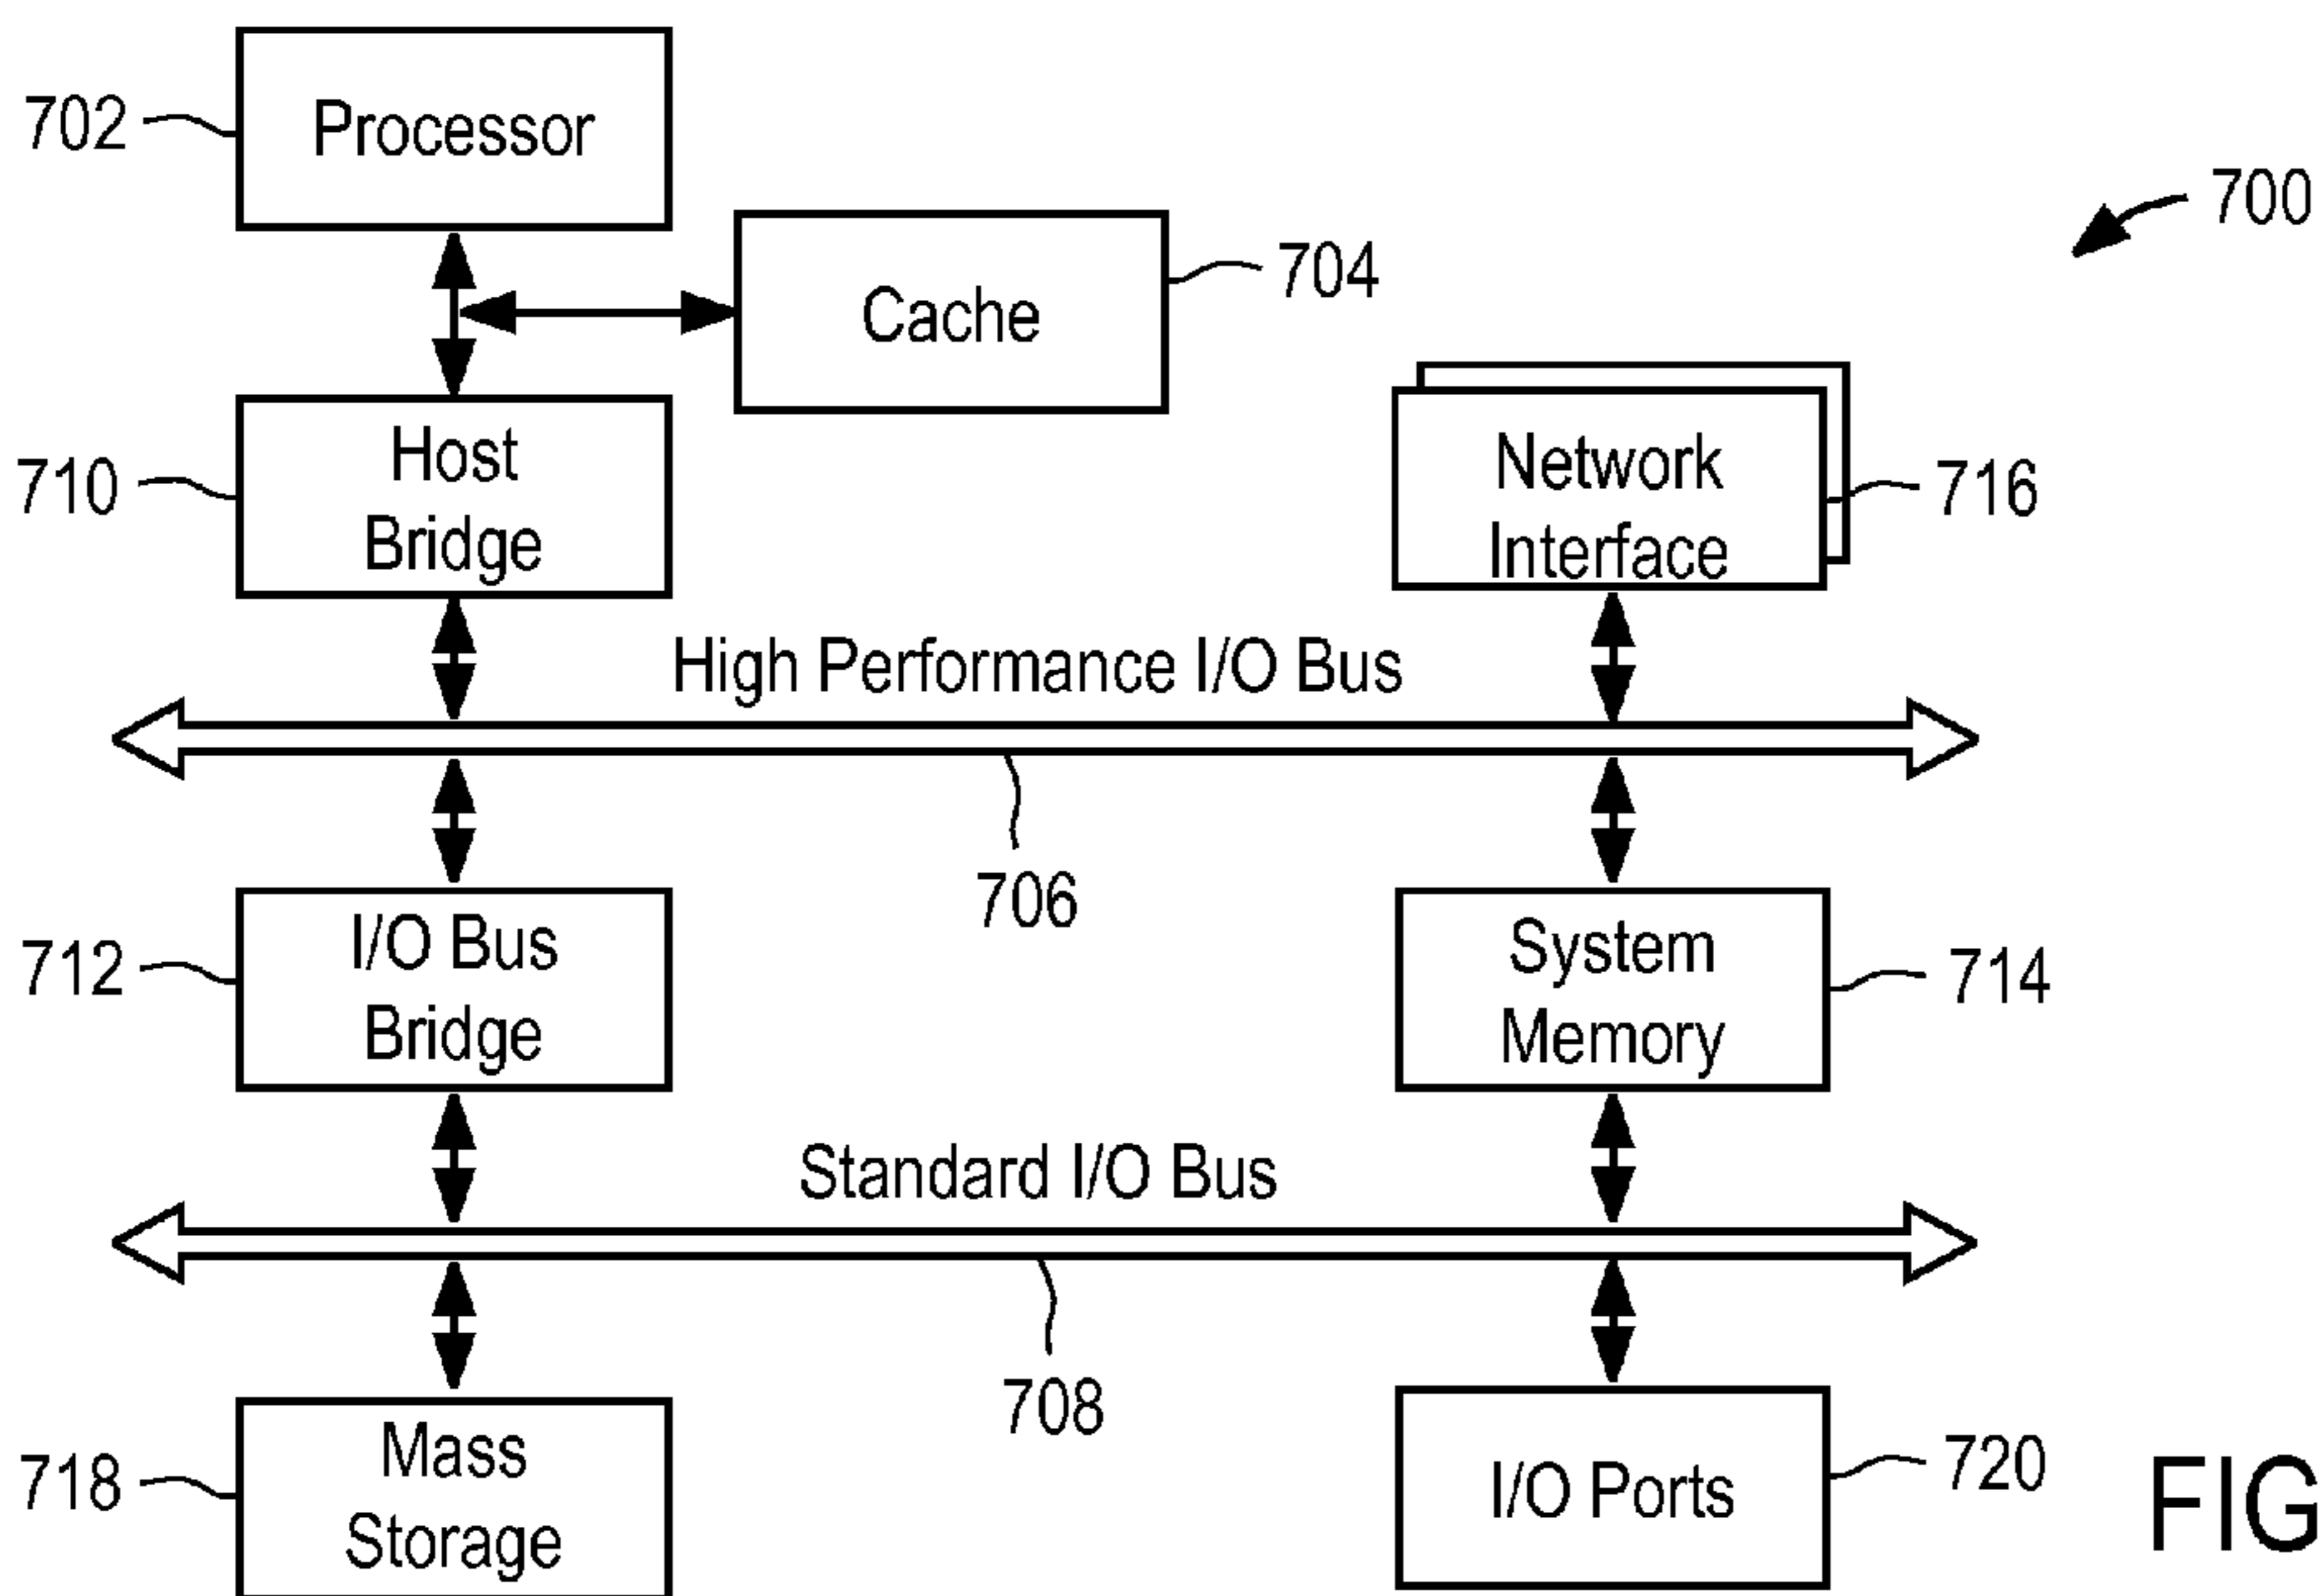 702
Processor
700
704
Cache
710
Host
Bridge
Network
Interface
716
High Performance I/O Bus
706
712
I/O Bus
Bridge
System
Memory
714
Standard I/O Bus
708
718
Mass
Storage
I/O Ports
720
FIG